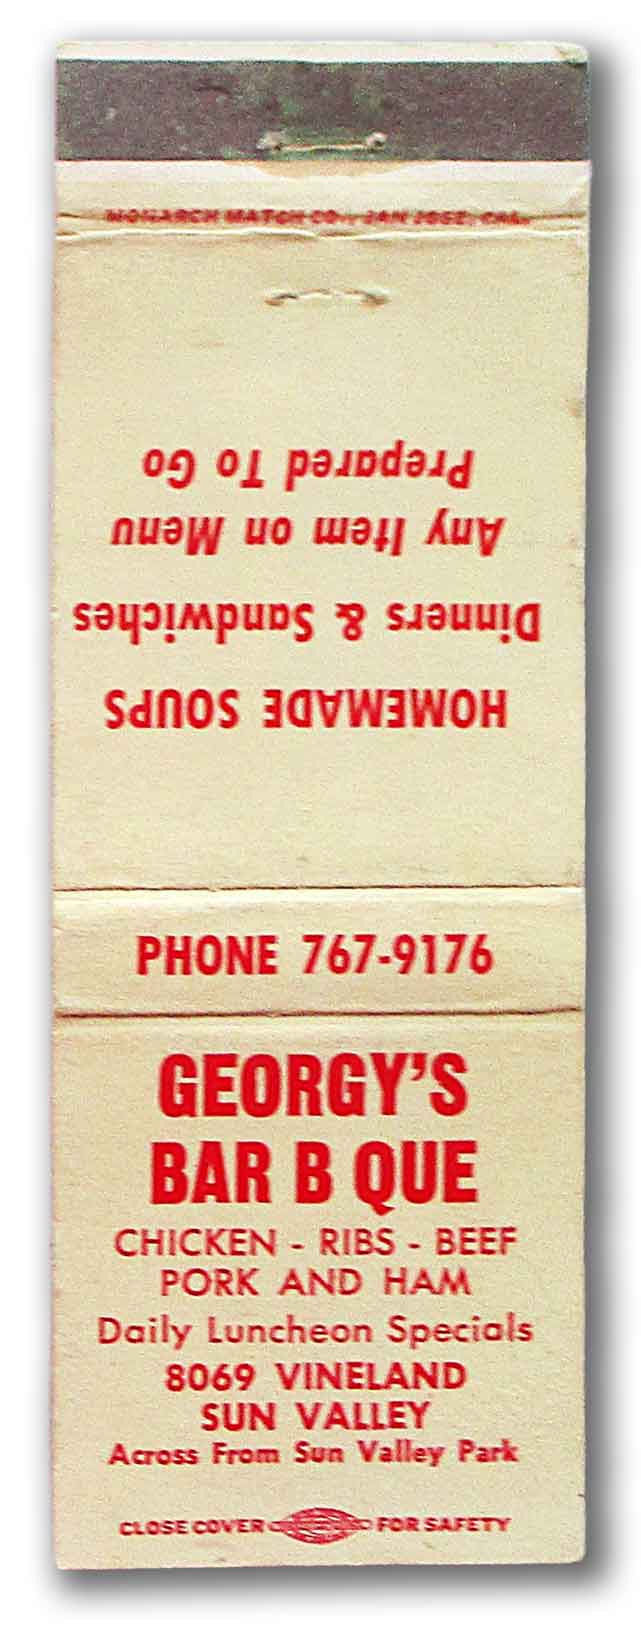 MONARCH MATCH CO., SAN JOSE, CAL.
HOMEMADE SOUPS
Dinners & Sandwiches
Any Item on Menu
Prepared To Go
PHONE 767-9176
GEORGY'S
BAR B QUE
CHICKEN - RIBS - BEEF
PORK AND HAM
Daily Luncheon Specials
8069 VINELAND
SUN VALLEY
Across From Sun Valley Park
CLOSE COVER FOR SAFETY